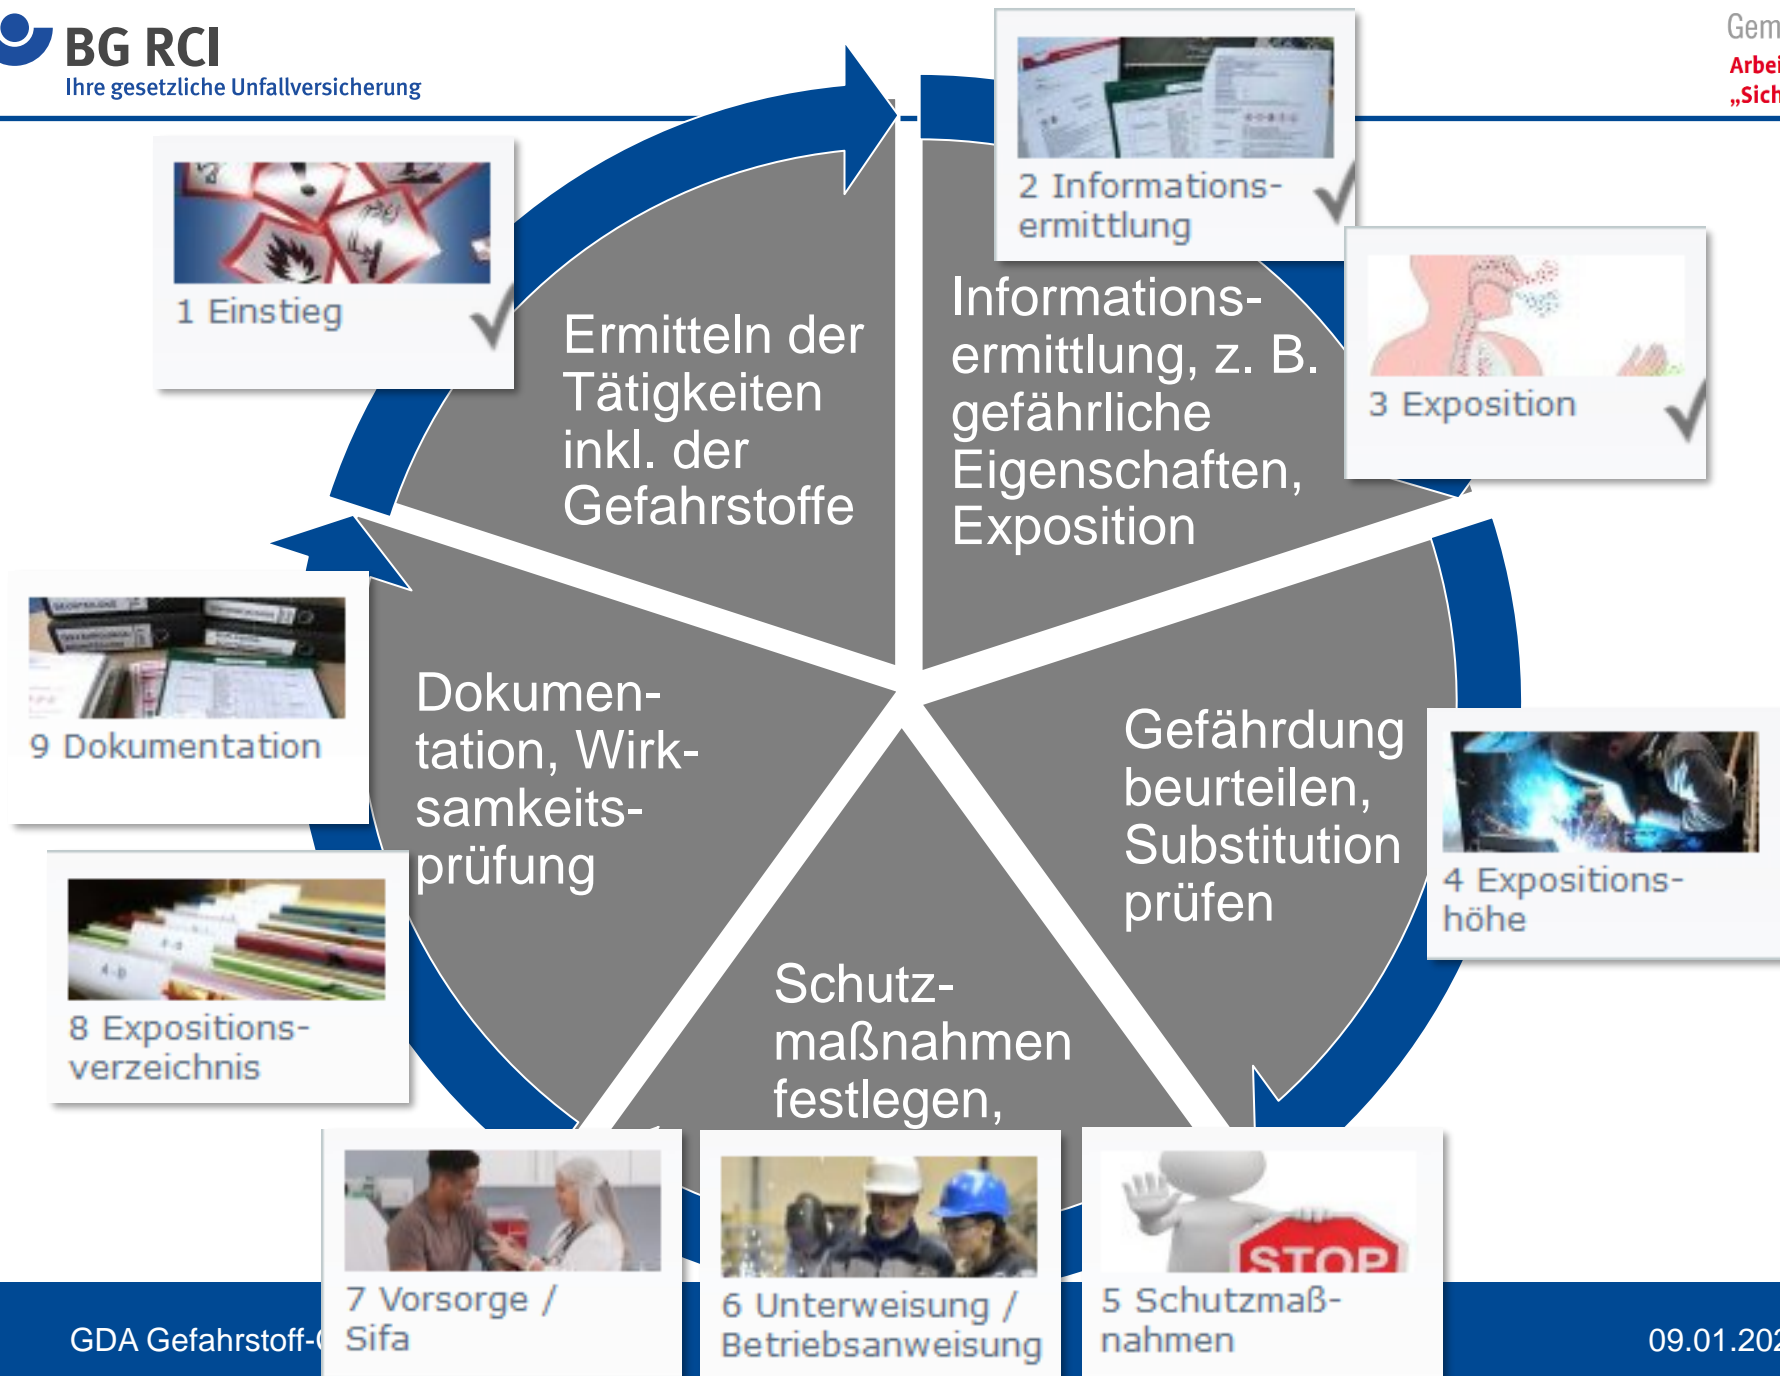 BG RCI
Ihre gesetzliche Unfallversicherung
Gem
Arbei
„Sich
1 Einstieg
2 Informations-
ermittlung
3 Exposition
Ermitteln der
Tätigkeiten
inkl. der
Gefahrstoffe
Informations-
ermittlung, z. B.
gefährliche
Eigenschaften,
Exposition
Gefährdung
beurteilen,
Substitution
prüfen
4 Expositions-
höhe
Schutz-
maßnahmen
festlegen,
Dokumen-
tation, Wirk-
samkeits-
prüfung
9 Dokumentation
A-D
8 Expositions-
verzeichnis
7 Vorsorge /
Sifa
6 Unterweisung /
Betriebsanweisung
STOP
5 Schutzmaß-
nahmen
GDA Gefahrstoff-
09.01.202